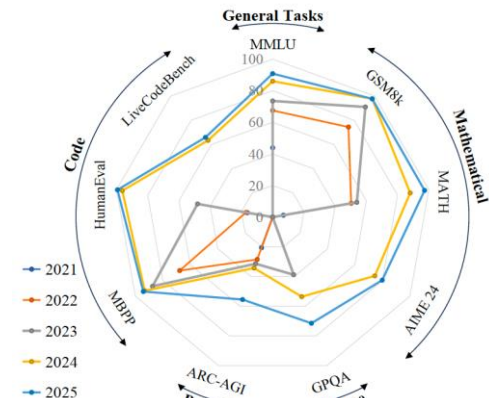 General Tasks
MMLU
100
80
60
40
20
0
GSM8k
MATH
Mathematical
AIME 24
GPQA
ARC-AGI
MBPP
HumanEval
LiveCodeBench
Code
2021
2022
2023
2024
2025